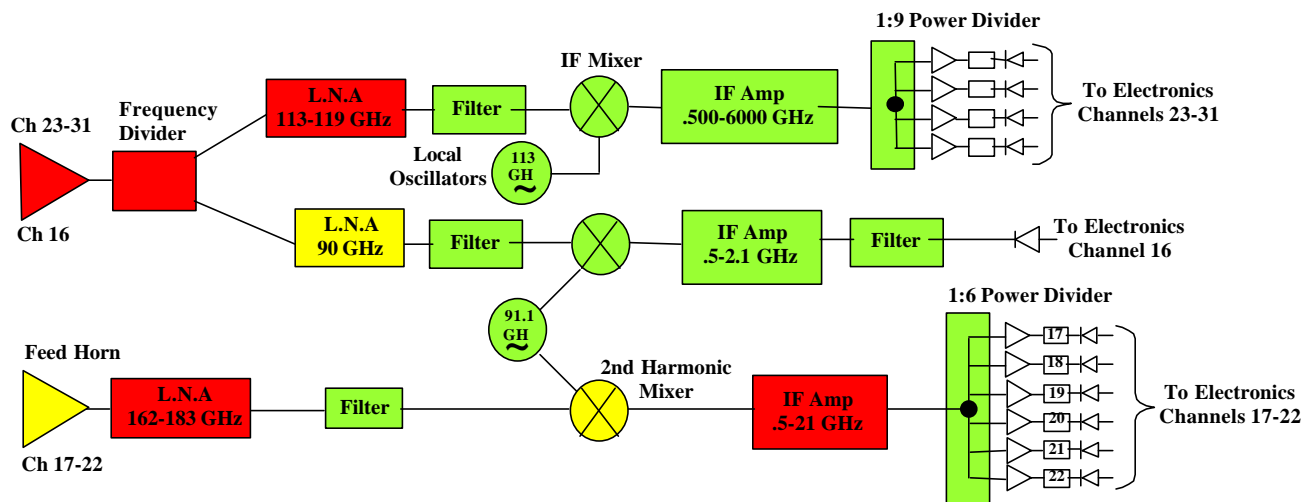 1:9 Power Divider
IF Mixer
Ch 23-31
Frequency
Divider
L.N.A
113-119 GHz
Filter
IF Amp
.500-6000 GHz
To Electronics
Channels 23-31
Local
Oscillators
113
GH
~
Ch 16
L.N.A
90 GHz
Filter
IF Amp
.5-2.1 GHz
Filter
To Electronics
Channel 16
1:6 Power Divider
91.1
GH
~
Feed Horn
L.N.A
162-183 GHz
Filter
2nd Harmonic
Mixer
IF Amp
.5-21 GHz
17
18
19
20
21
22
To Electronics
Channels 17-22
Ch 17-22